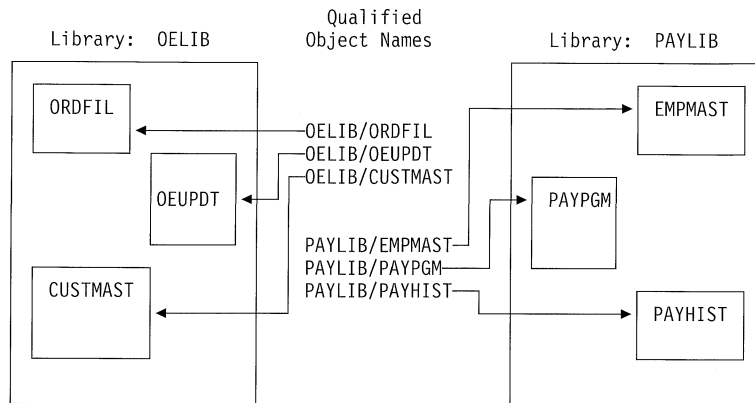 Qualified
Object Names
Library: OELIB
Library: PAYLIB
ORDFIL
OEUPDT
CUSTMAST
OELIB/ORDFIL
OELIB/OEUPDT
OELIB/CUSTMAST
PAYLIB/EMPMAST
PAYLIB/PAYPGM
PAYLIB/PAYHIST
EMPMAST
PAYPGM
PAYHIST